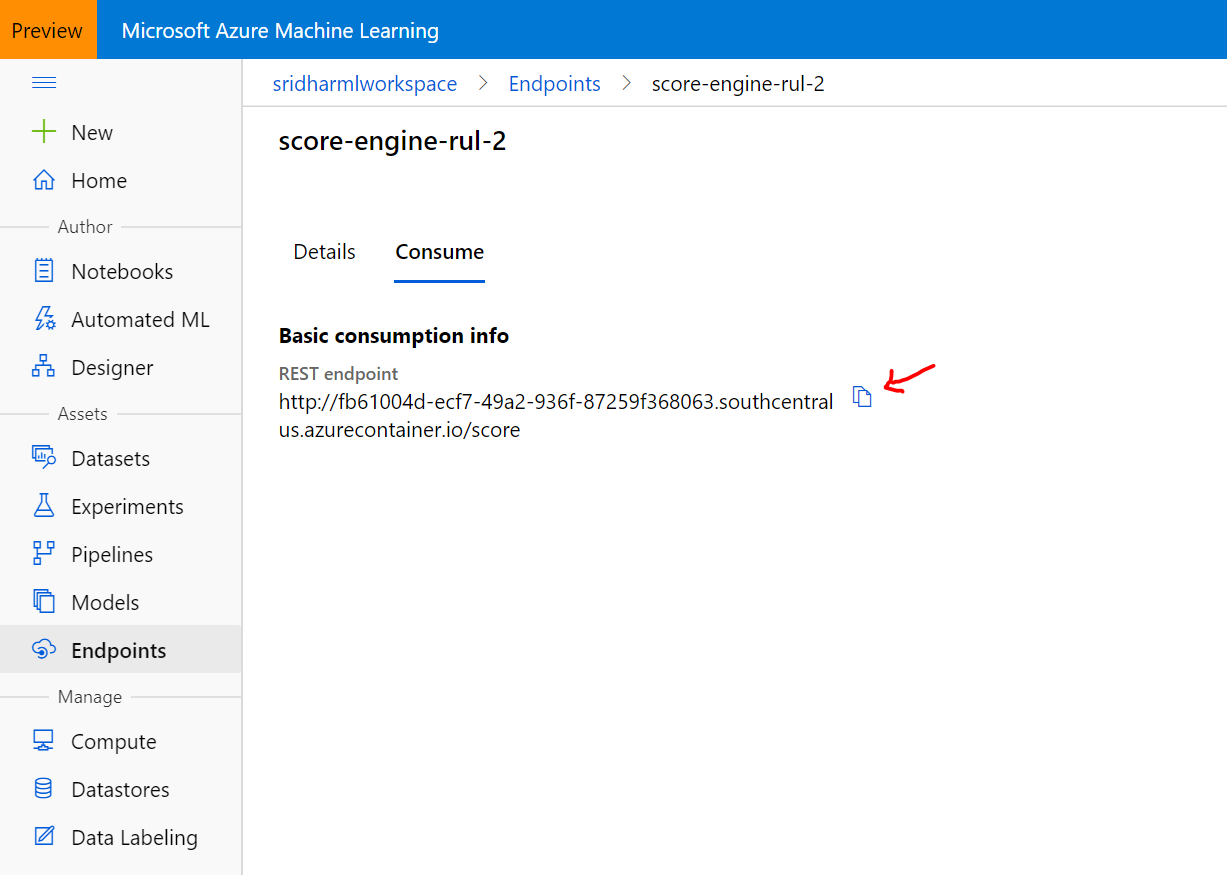 Preview
Microsoft Azure Machine Learning
sridharmlworkspace > Endpoints > score-engine-rul-2
New
Home
Author
Notebooks
Automated ML
Designer
Assets
Datasets
Experiments
Pipelines
Models
Endpoints
Manage
Compute
Datastores
Data Labeling
score-engine-rul-2
Details Consume
Basic consumption info
REST endpoint
http://fb61004d-ecf7-49a2-936f-87259f368063.southcentral
us.azurecontainer.io/score